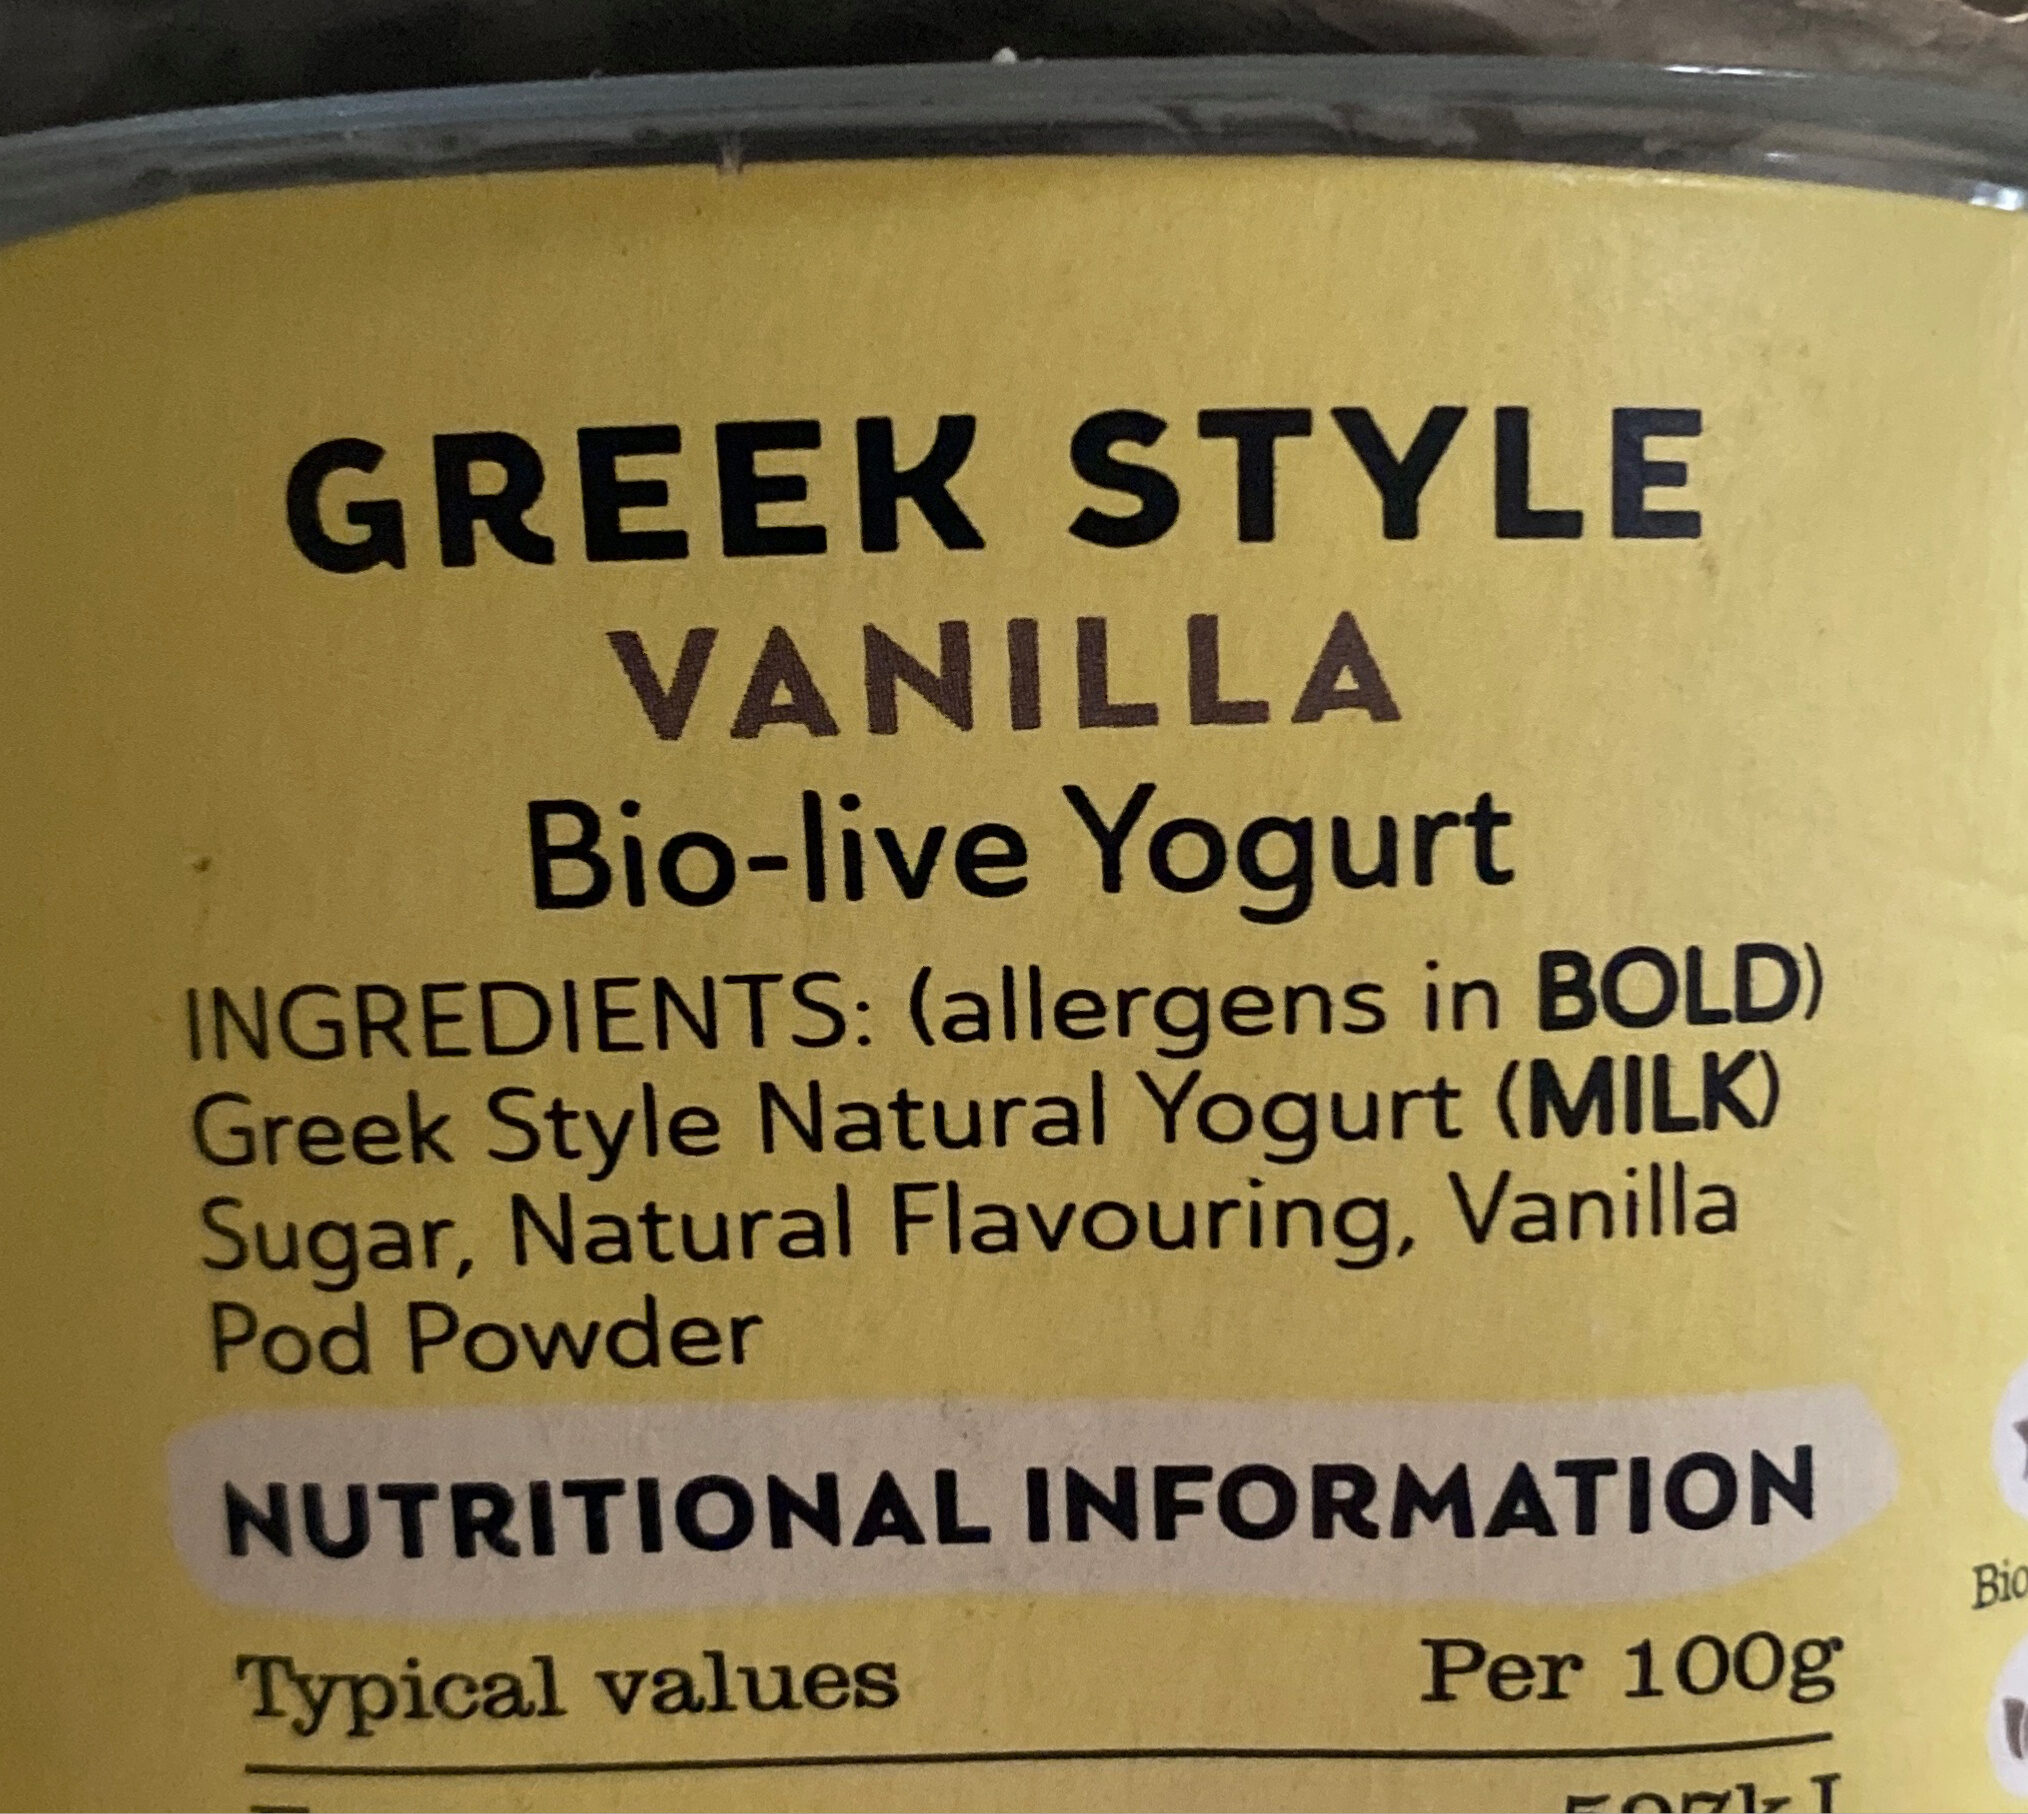 GREEK STYLE
VANILLA
Bio-live Yogurt
INGREDIENTS: (allergens in BOLD)
Greek Style Natural Yogurt (MILK)
Sugar, Natural Flavouring, Vanilla
Pod Powder
NUTRITIONAL INFORMATION
Typical values Per 100g